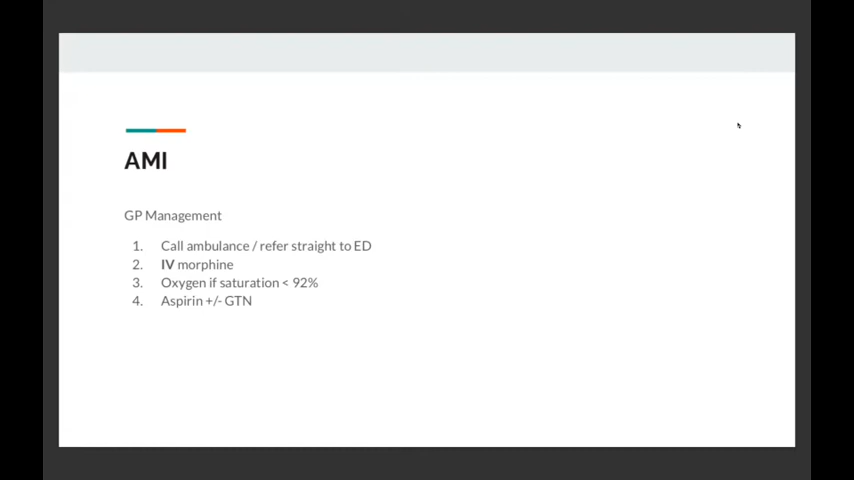 AMI
GP Management
1. Call ambulance / refer straight to ED
2. IV morphine
3. Oxygen if saturation < 92%
4. Aspirin +/- GTN